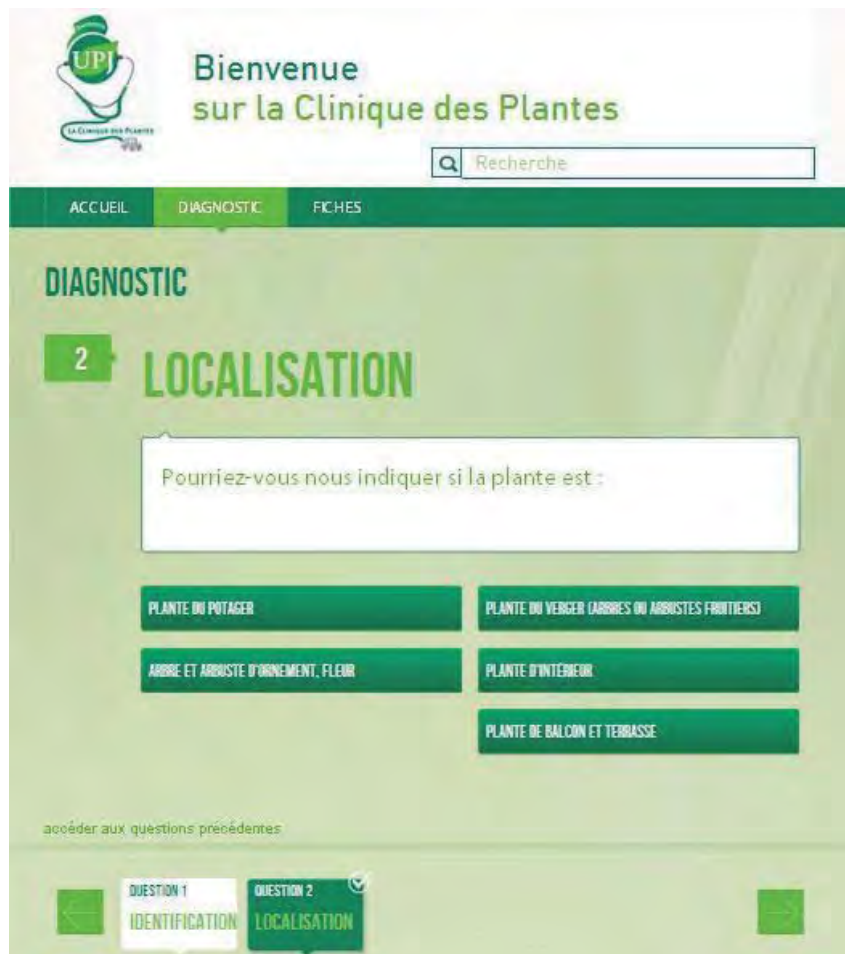 UPJ
LA CLINIQUE DES PLANTES
Bienvenue
sur la Clinique des Plantes
Recherche
ACCUEIL DIAGNOSTIC FICHES
DIAGNOSTIC
2
LOCALISATION
Pourriez-vous nous indiquer si la plante est :
PLANTE DU POTAGER
PLANTE DU VERGER (ARBRES OU ARBUSTES FRUITIERS)
ARBRE ET ARBUSTE D'ORNEMENT, FLEUR
PLANTE D'INTÉRIEUR
PLANTE DE BALCON ET TERRASSE
accéder aux questions précédentes
QUESTION 1
IDENTIFICATION
QUESTION 2
LOCALISATION